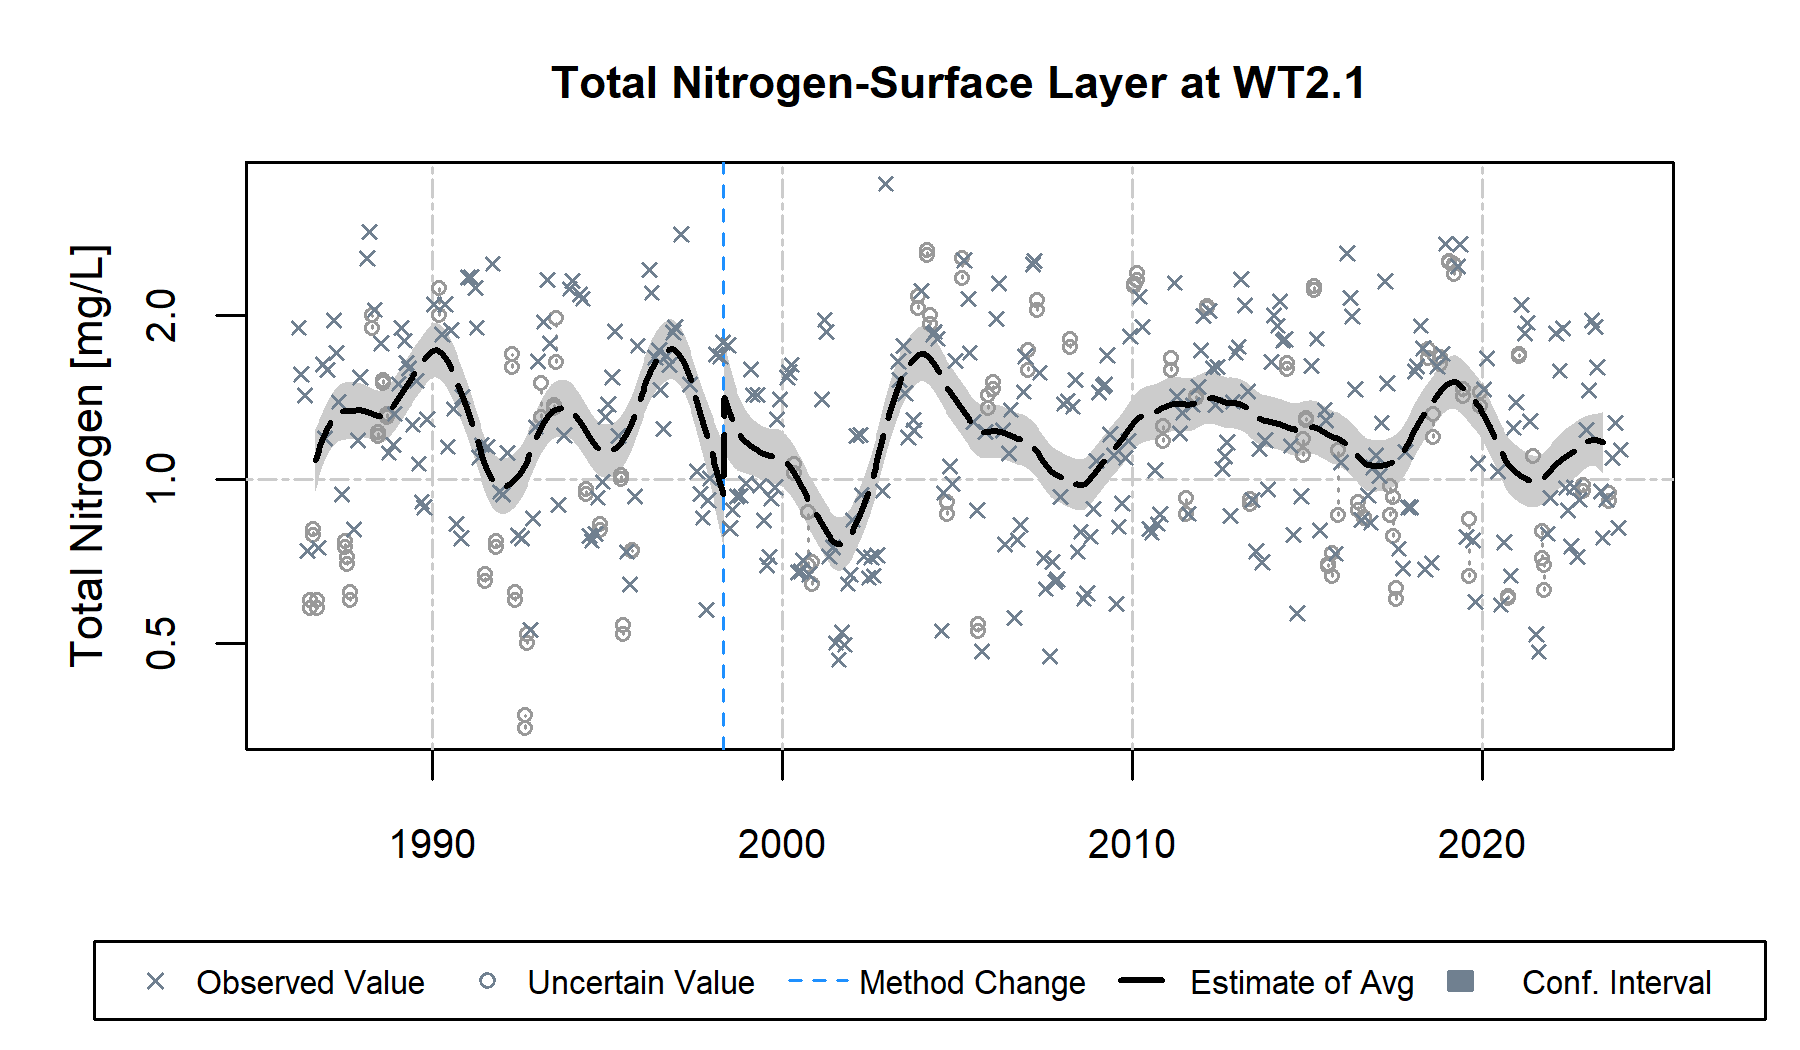 Total Nitrogen-Surface Layer at WT2.1
Total Nitrogen [mg/L]
2.0
1.0
0.5
1990 2000 2010 2020
Observed Value Uncertain Value Method Change Estimate of Avg Conf. Interval